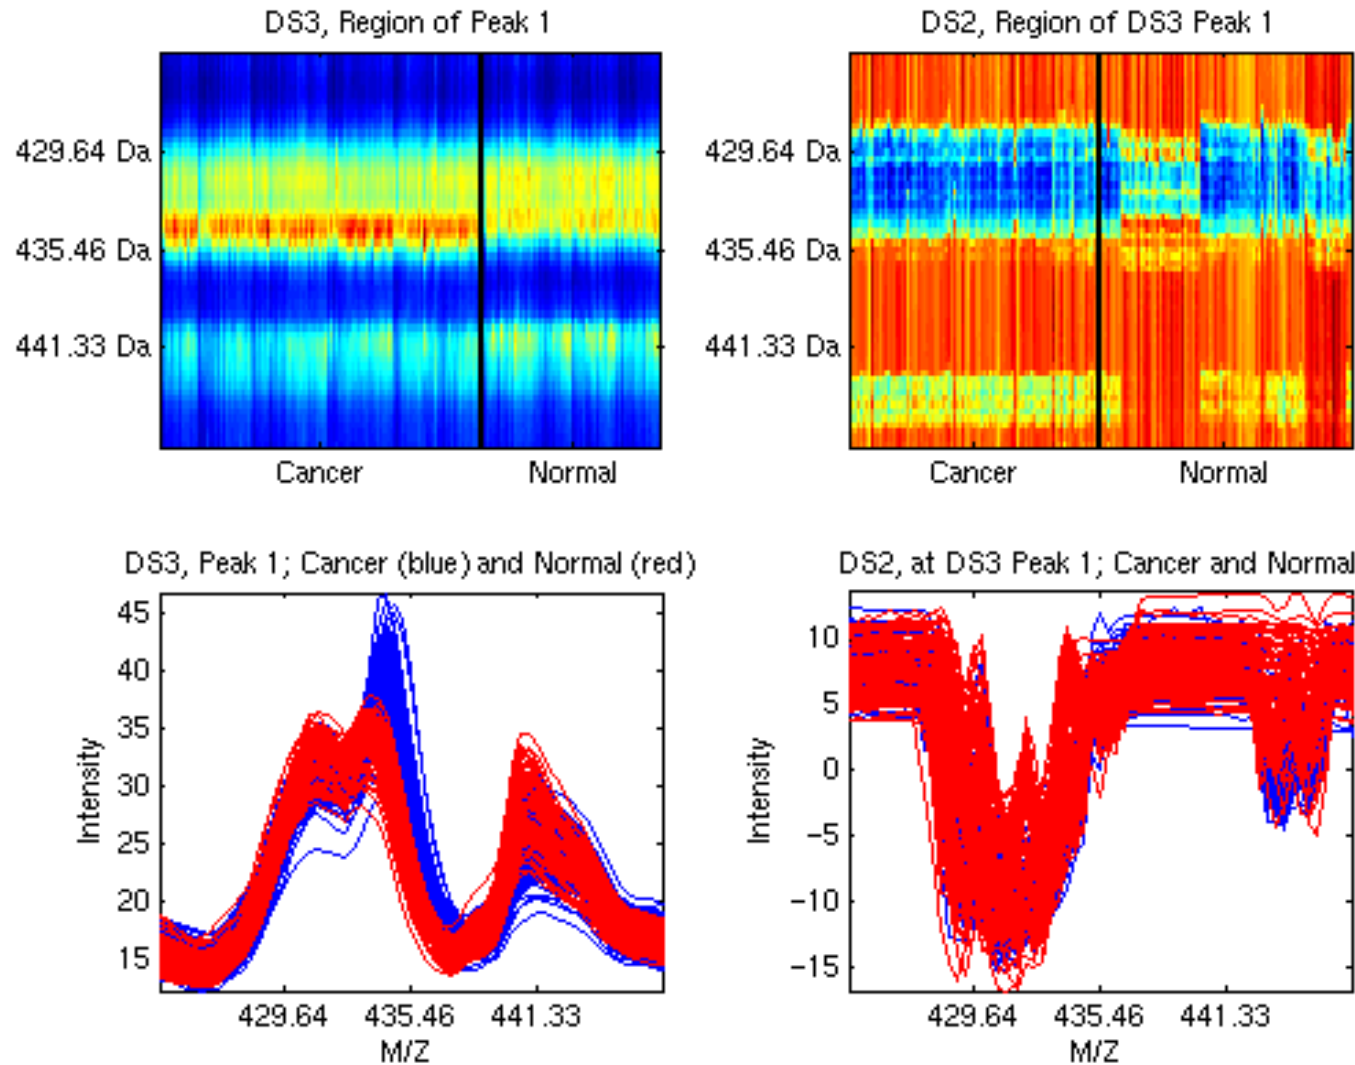 DS3, Region of Peak 1
429.64 Da
435.46 Da
441.33 Da
Cancer
Normal
DS2, Region of DS3 Peak 1
429.64 Da
435.46 Da
441.33 Da
Cancer
Normal
DS3, Peak 1; Cancer (blue) and Normal (red)
45
40
35
30
25
20
15
Intensity
429.64
435.46
441.33
M/Z
DS2, at DS3 Peak 1; Cancer and Normal
10
5
0
−5
−10
−15
Intensity
429.64
435.46
441.33
M/Z